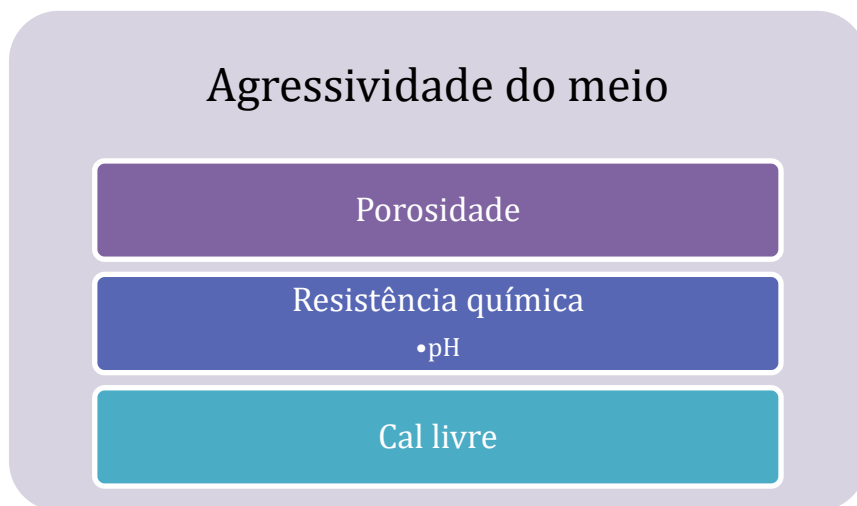 Agressividade do meio
Porosidade
Resistência química
•pH
Cal livre